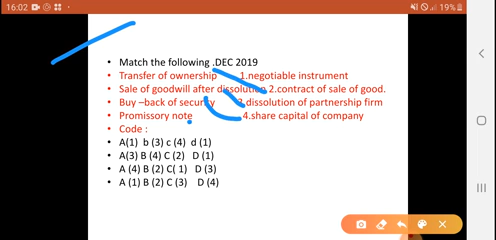 16:02 19%
Match the following .DEC 2019
Transfer of ownership 1.negotiable instrument
Sale of goodwill after dissolution 2.contract of sale of good.
Buy –back of security 3.dissolution of partnership firm
Promissory note 4.share capital of company
Code :
A(1) b (3) c (4) d (1)
A(3) B (4) C (2) D (1)
A (4) B (2) C( 1) D (3)
A (1) B (2) C (3) D (4)